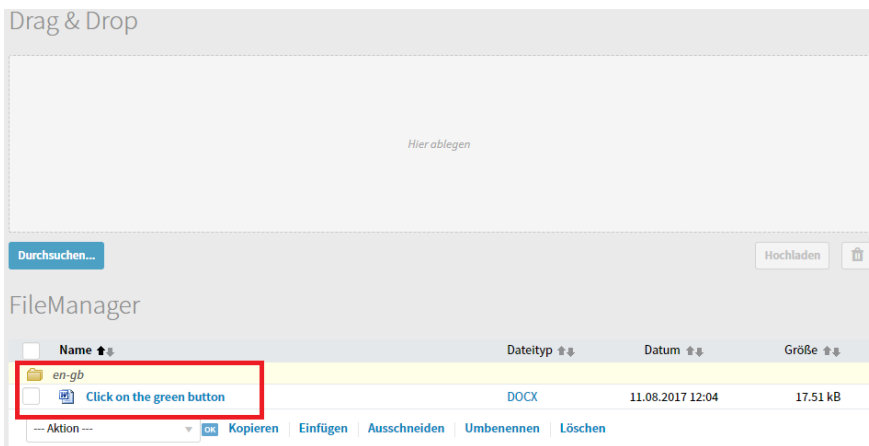 Drag & Drop
Hier ablegen
Durchsuchen...
Hochladen
FileManager
Name Dateityp Datum Größe
en-gb
Click on the green button DOCX 11.08.2017 12:04 17.51 kB
--- Aktion --- OK Kopieren Einfügen Ausschneiden Umbenennen Löschen